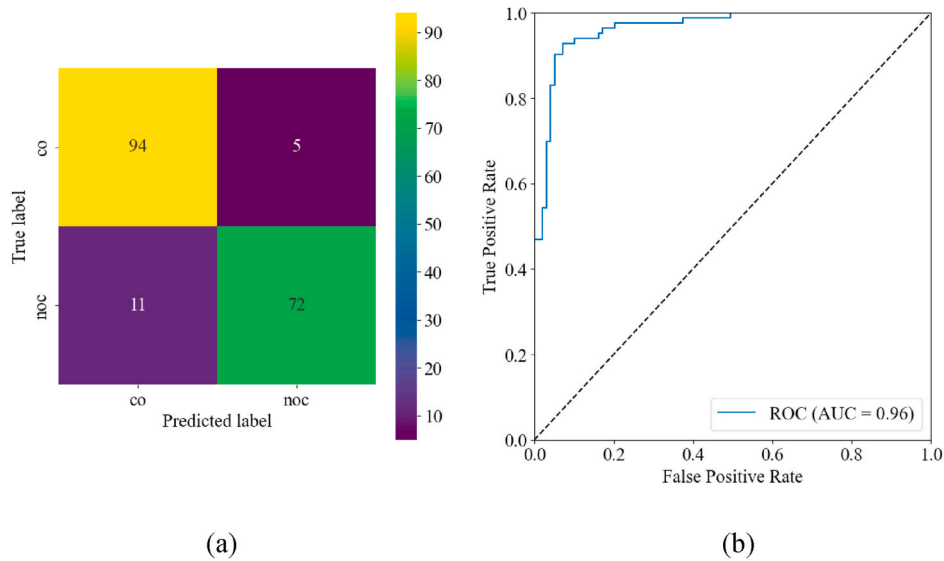 94
5
11
72
co
noc
True label
co
noc
Predicted label
90
80
70
60
50
40
30
20
10
(a)
1.0
0.8
0.6
0.4
0.2
0.0
True Positive Rate
ROC (AUC = 0.96)
0.0
0.2
0.4
0.6
0.8
1.0
False Positive Rate
(b)